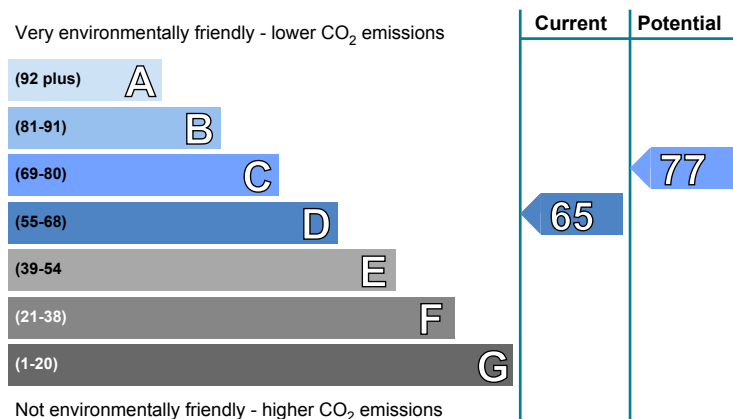 Very environmentally friendly - lower CO2 emissions
Current
Potential
(92 plus) A
(81-91) B
(69-80) C
77
(55-68) D
65
(39-54 E
(21-38) F
(1-20) G
Not environmentally friendly - higher CO2 emissions